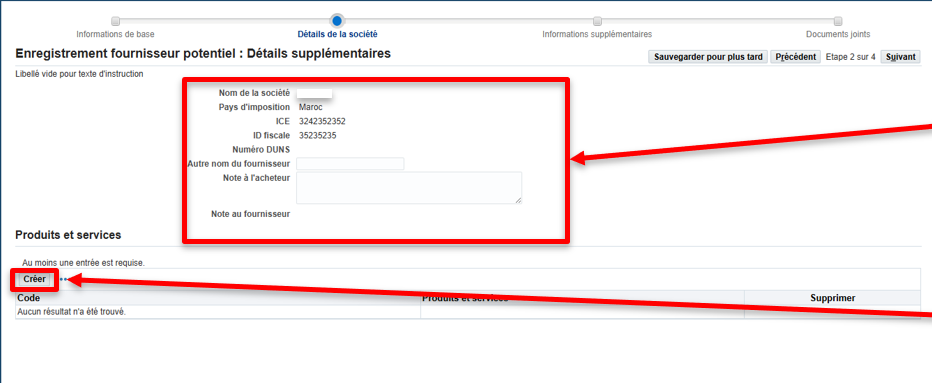 Informations de base Détails de la société Informations supplémentaires Documents joints
Enregistrement fournisseur potentiel : Détails supplémentaires Sauvegarder pour plus tard Précédent Etape 2 sur 4 Suivant
Libellé vide pour texte d'instruction
Nom de la société
Pays d'imposition Maroc
ICE 3242352352
ID fiscale 35235235
Numéro DUNS
Autre nom du fournisseur
Note à l'acheteur
Note au fournisseur
Produits et services
Au moins une entrée est requise.
Créer
Code Produits et services Supprimer
Aucun résultat n'a été trouvé.